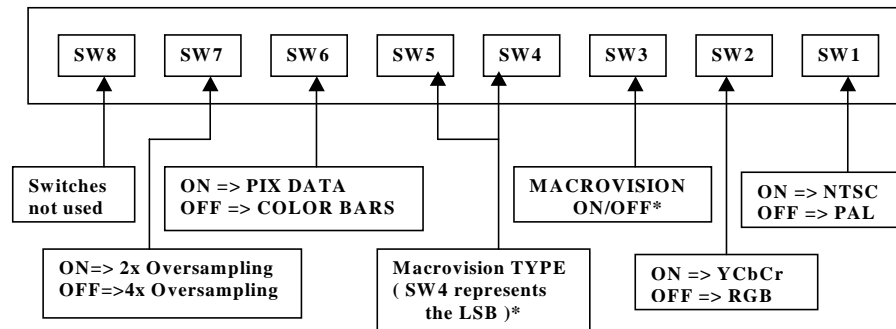 SW8 SW7 SW6 SW5 SW4 SW3 SW2 SW1
Switches
not used
ON => PIX DATA
OFF => COLOR BARS
MACROVISION
ON/OFF*
ON => NTSC
OFF => PAL
ON=> 2x Oversampling
OFF=>4x Oversampling
Macrovision TYPE
( SW4 represents
the LSB )*
ON => YCbCr
OFF => RGB